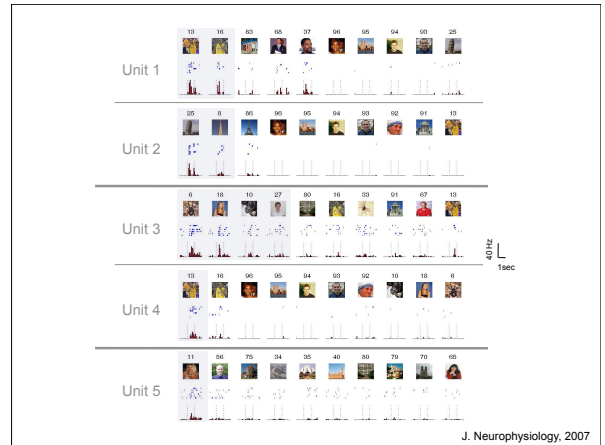 13 16 83 68 37 96 95 94 93 25
Unit 1
25 8 86 96 95 94 93 92 91 13
Unit 2
6 18 10 27 80 16 33 91 67 13
Unit 3
40 Hz
1sec
13 16 96 95 94 93 92 10 18 6
Unit 4
11 56 75 34 35 40 80 79 70 65
Unit 5
J. Neurophysiology, 2007